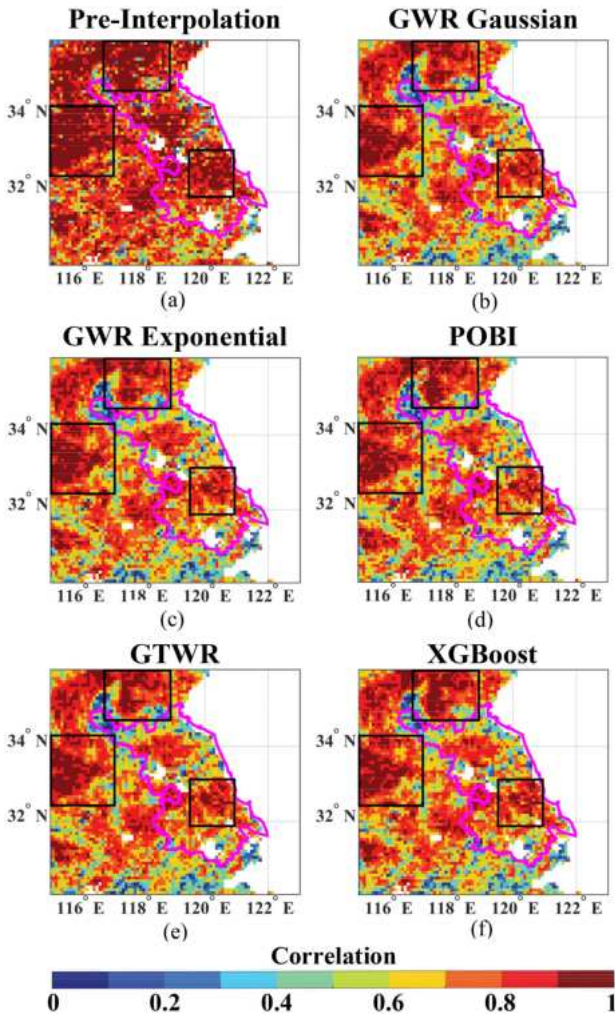 Pre-Interpolation GWR Gaussian
34° N 34° N
32° N 32° N
116° E 118° E 120° E 122° E 116° E 118° E 120° E 122° E
(a) (b)
GWR Exponential POBI
34° N 34° N
32° N 32° N
116° E 118° E 120° E 122° E 116° E 118° E 120° E 122° E
(c) (d)
GTWR XGBoost
34° N 34° N
32° N 32° N
116° E 118° E 120° E 122° E 116° E 118° E 120° E 122° E
(e) (f)
Correlation
0 0.2 0.4 0.6 0.8 1